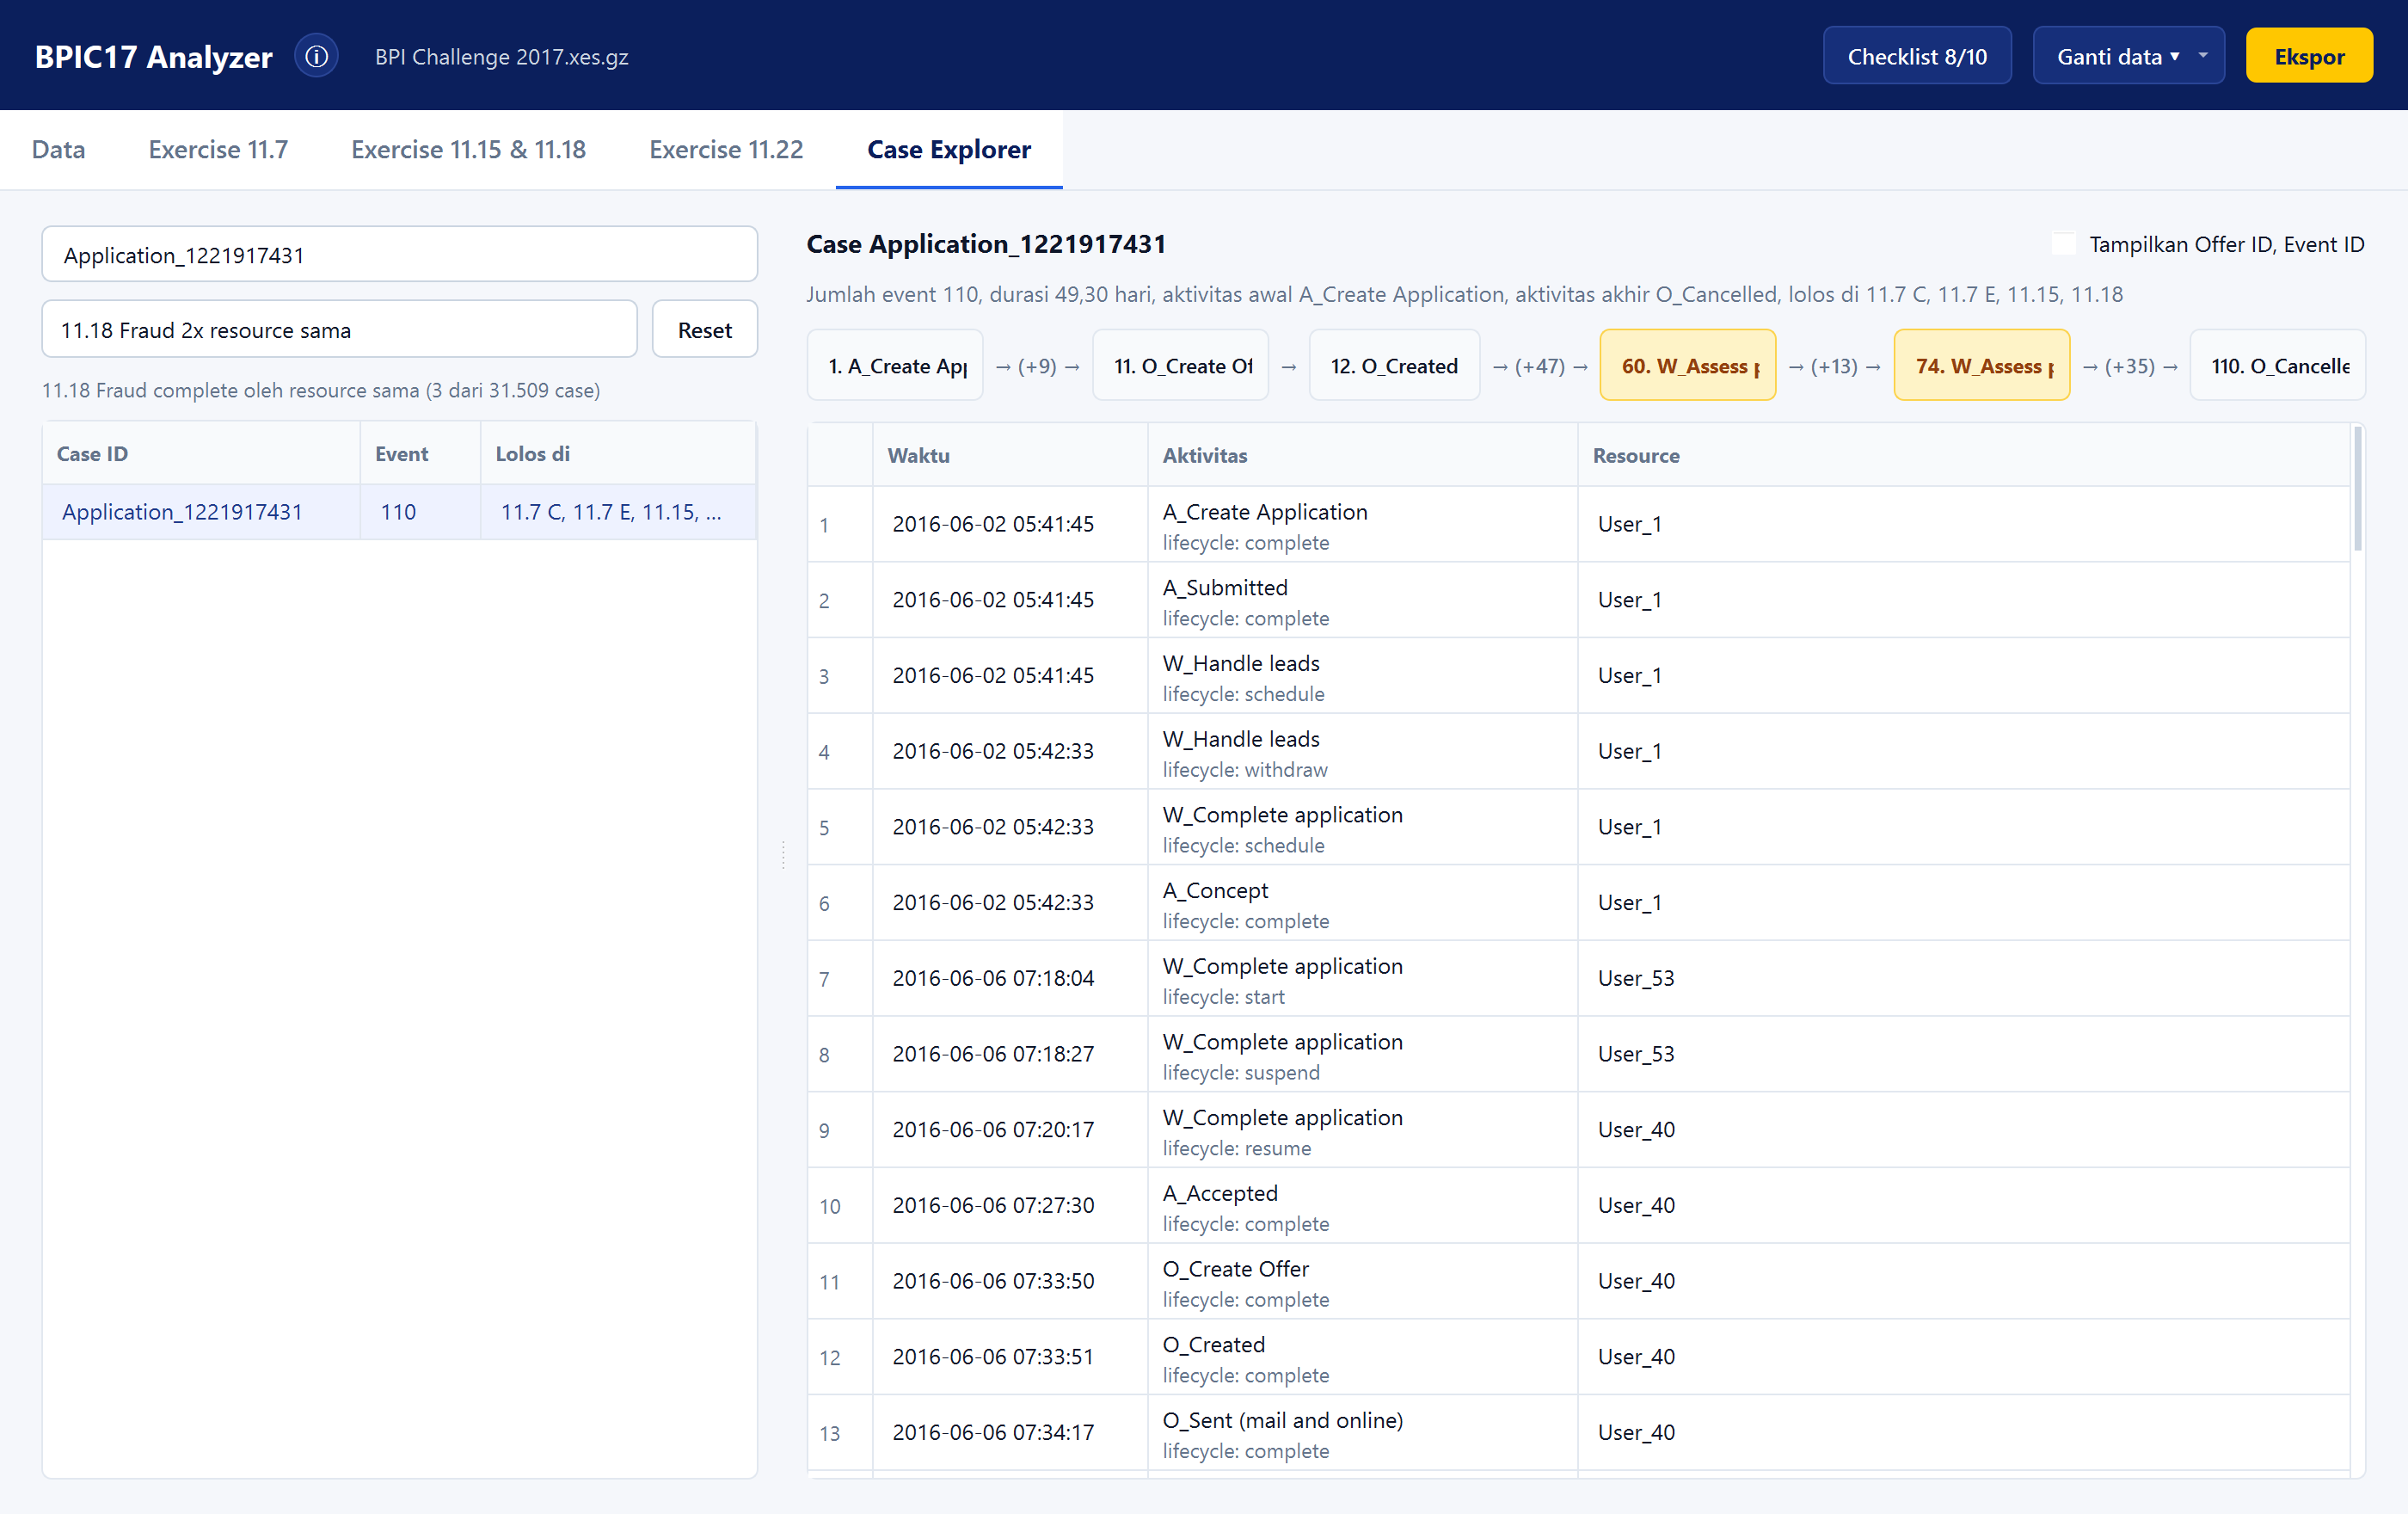 BPIC17 Analyzer ⓘ BPI Challenge 2017.xes.gz Checklist 8/10 Ganti data ▾ Ekspor
Data Exercise 11.7 Exercise 11.15 & 11.18 Exercise 11.22 Case Explorer
Application_1221917431
11.18 Fraud 2x resource sama Reset
11.18 Fraud complete oleh resource sama (3 dari 31.509 case)
Case ID Event Lolos di
Application_1221917431 110 11.7 C, 11.7 E, 11.15, ...
Case Application_1221917431 Tampilkan Offer ID, Event ID
Jumlah event 110, durasi 49,30 hari, aktivitas awal A_Create Application, aktivitas akhir O_Cancelled, lolos di 11.7 C, 11.7 E, 11.15, 11.18
1. A_Create App → (+9) → 11. O_Create Of → 12. O_Created → (+47) → 60. W_Assess p → (+13) → 74. W_Assess p → (+35) → 110. O_Cancelle
Waktu Aktivitas Resource
1 2016-06-02 05:41:45 A_Create Application User_1
lifecycle: complete
2 2016-06-02 05:41:45 A_Submitted User_1
lifecycle: complete
3 2016-06-02 05:41:45 W_Handle leads User_1
lifecycle: schedule
4 2016-06-02 05:42:33 W_Handle leads User_1
lifecycle: withdraw
5 2016-06-02 05:42:33 W_Complete application User_1
lifecycle: schedule
6 2016-06-02 05:42:33 A_Concept User_1
lifecycle: complete
7 2016-06-06 07:18:04 W_Complete application User_53
lifecycle: start
8 2016-06-06 07:18:27 W_Complete application User_53
lifecycle: suspend
9 2016-06-06 07:20:17 W_Complete application User_40
lifecycle: resume
10 2016-06-06 07:27:30 A_Accepted User_40
lifecycle: complete
11 2016-06-06 07:33:50 O_Create Offer User_40
lifecycle: complete
12 2016-06-06 07:33:51 O_Created User_40
lifecycle: complete
13 2016-06-06 07:34:17 O_Sent (mail and online) User_40
lifecycle: complete